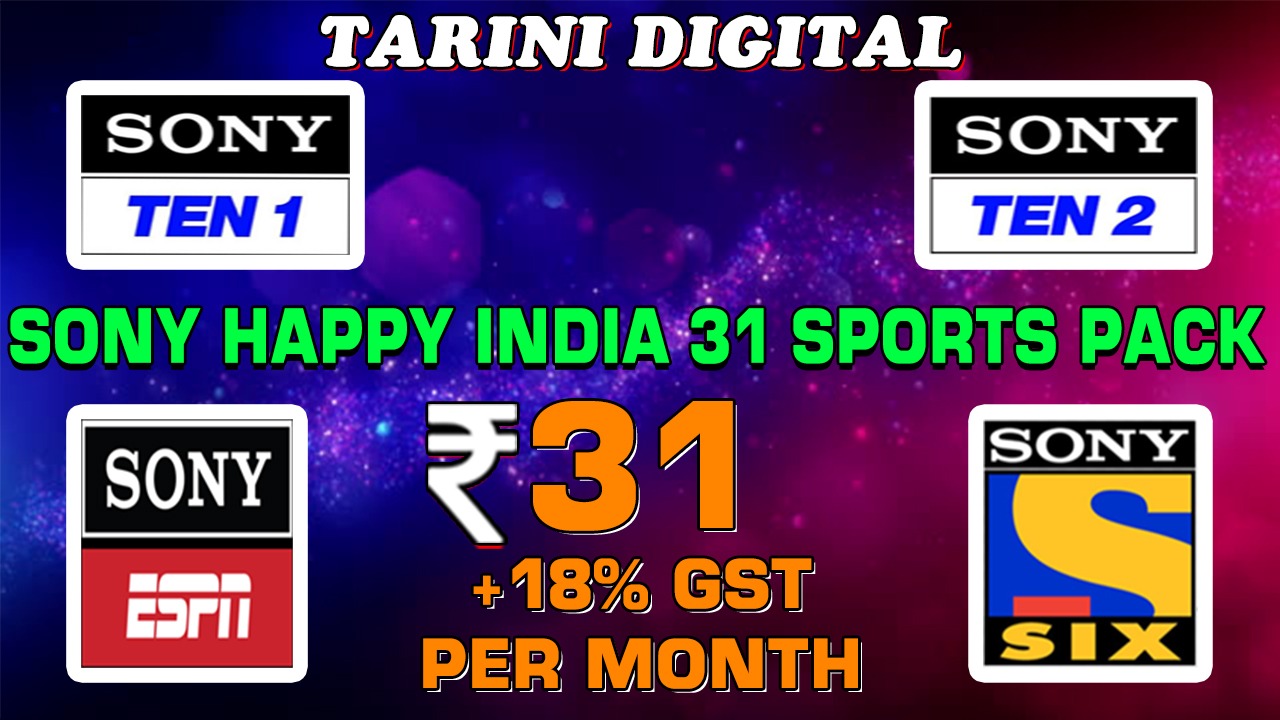 TARINI DIGITAL
SONY
TEN 1
SONY
TEN 2
SONY HAPPY INDIA 31 SPORTS PACK
SONY
ESPN
₹31
+18% GST
PER MONTH
SONY
SIX